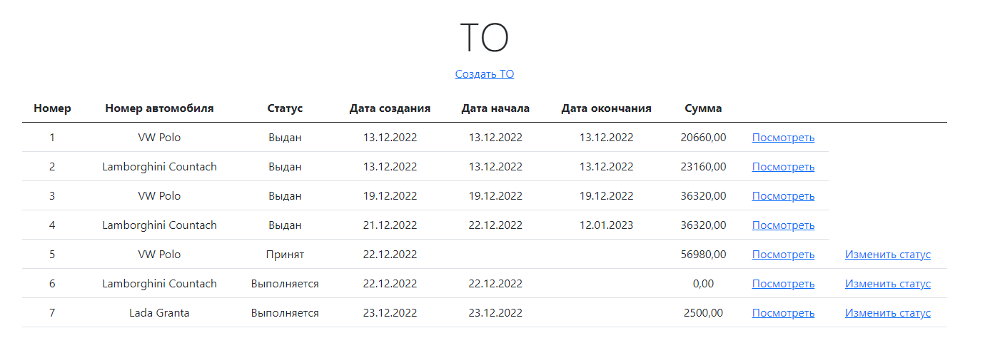 ТО
Создать ТО
Номер Номер автомобиля Статус Дата создания Дата начала Дата окончания Сумма
1 VW Polo Выдан 13.12.2022 13.12.2022 13.12.2022 20660,00 Посмотреть
2 Lamborghini Countach Выдан 13.12.2022 13.12.2022 13.12.2022 23160,00 Посмотреть
3 VW Polo Выдан 19.12.2022 19.12.2022 19.12.2022 36320,00 Посмотреть
4 Lamborghini Countach Выдан 21.12.2022 22.12.2022 12.01.2023 36320,00 Посмотреть
5 VW Polo Принят 22.12.2022 56980,00 Посмотреть Изменить статус
6 Lamborghini Countach Выполняется 22.12.2022 22.12.2022 0,00 Посмотреть Изменить статус
7 Lada Granta Выполняется 23.12.2022 23.12.2022 2500,00 Посмотреть Изменить статус